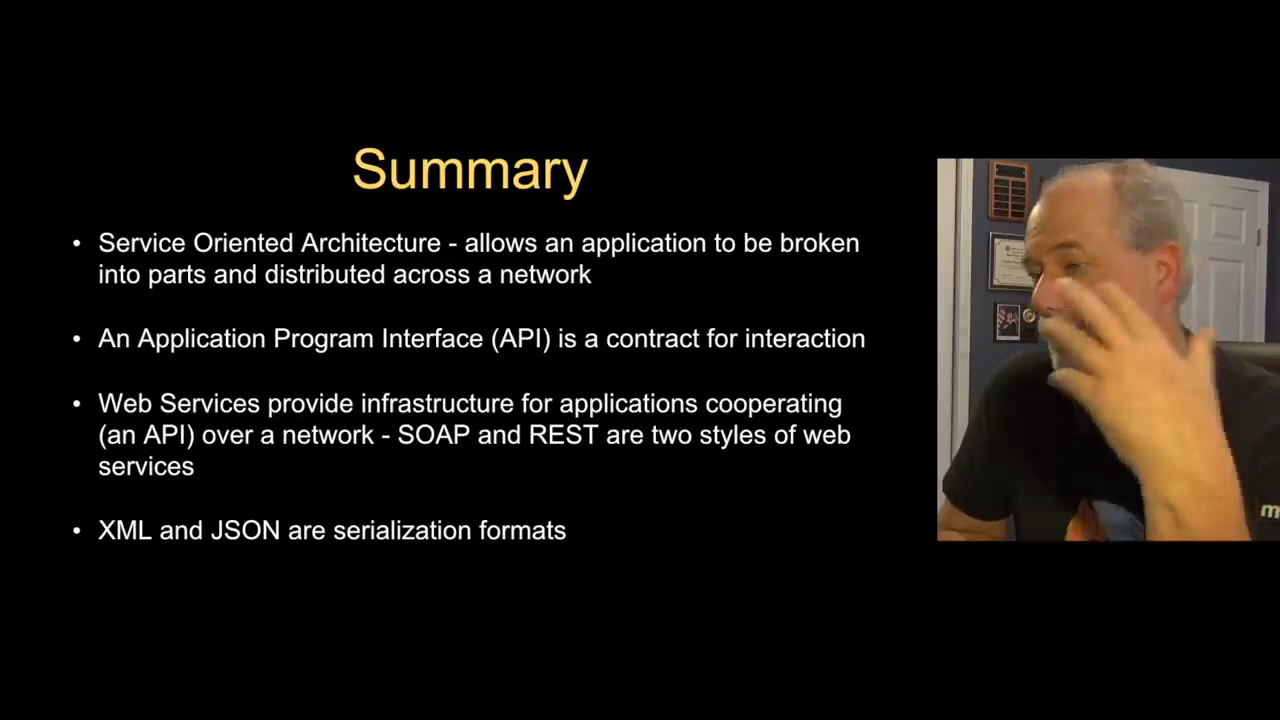 Summary
• Service Oriented Architecture - allows an application to be broken
into parts and distributed across a network
• An Application Program Interface (API) is a contract for interaction
• Web Services provide infrastructure for applications cooperating
(an API) over a network - SOAP and REST are two styles of web
services
• XML and JSON are serialization formats